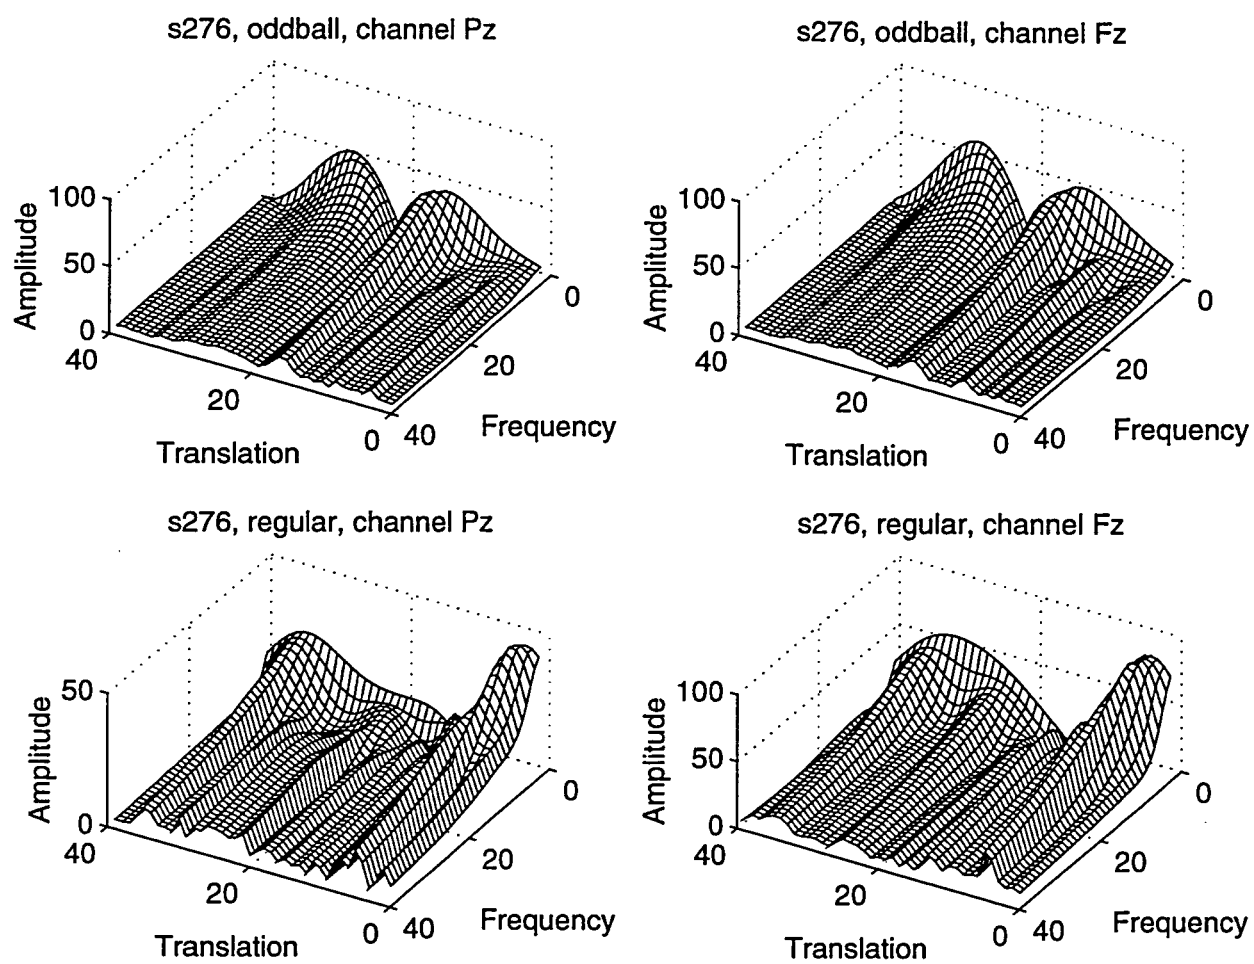 s276, oddball, channel Pz
100
50
0
Amplitude
40
20
0
Translation
40
20
0
Frequency
s276, oddball, channel Fz
100
50
0
Amplitude
40
20
0
Translation
40
20
0
Frequency
s276, regular, channel Pz
50
0
Amplitude
40
20
0
Translation
40
20
0
Frequency
s276, regular, channel Fz
100
50
0
Amplitude
40
20
0
Translation
40
20
0
Frequency